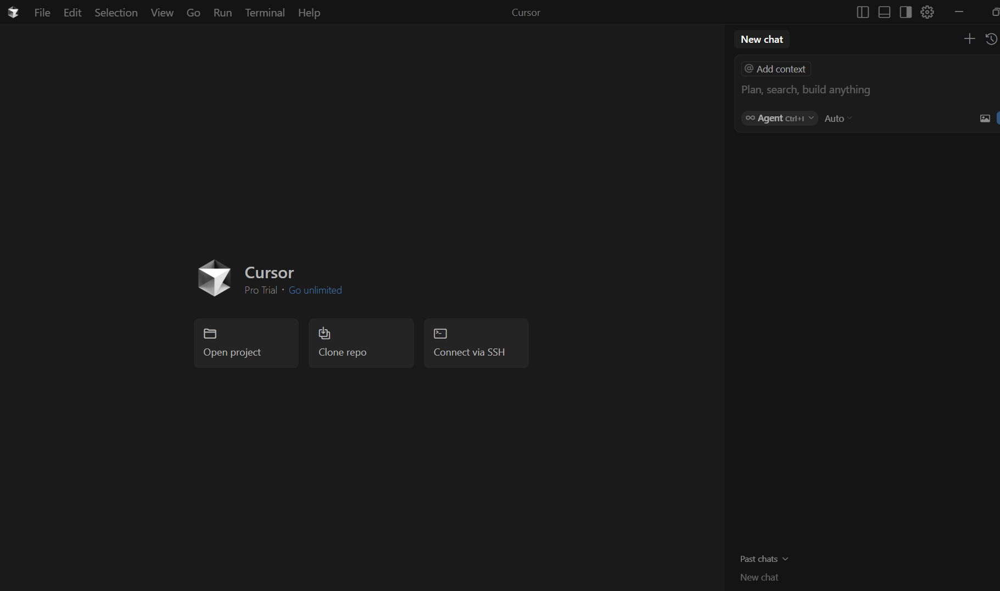 File Edit Selection View Go Run Terminal Help
Cursor
New chat
@ Add context
Plan, search, build anything
Agent Ctrl+I Auto
Cursor
Pro Trial • Go unlimited
Open project
Clone repo
Connect via SSH
Past chats
New chat